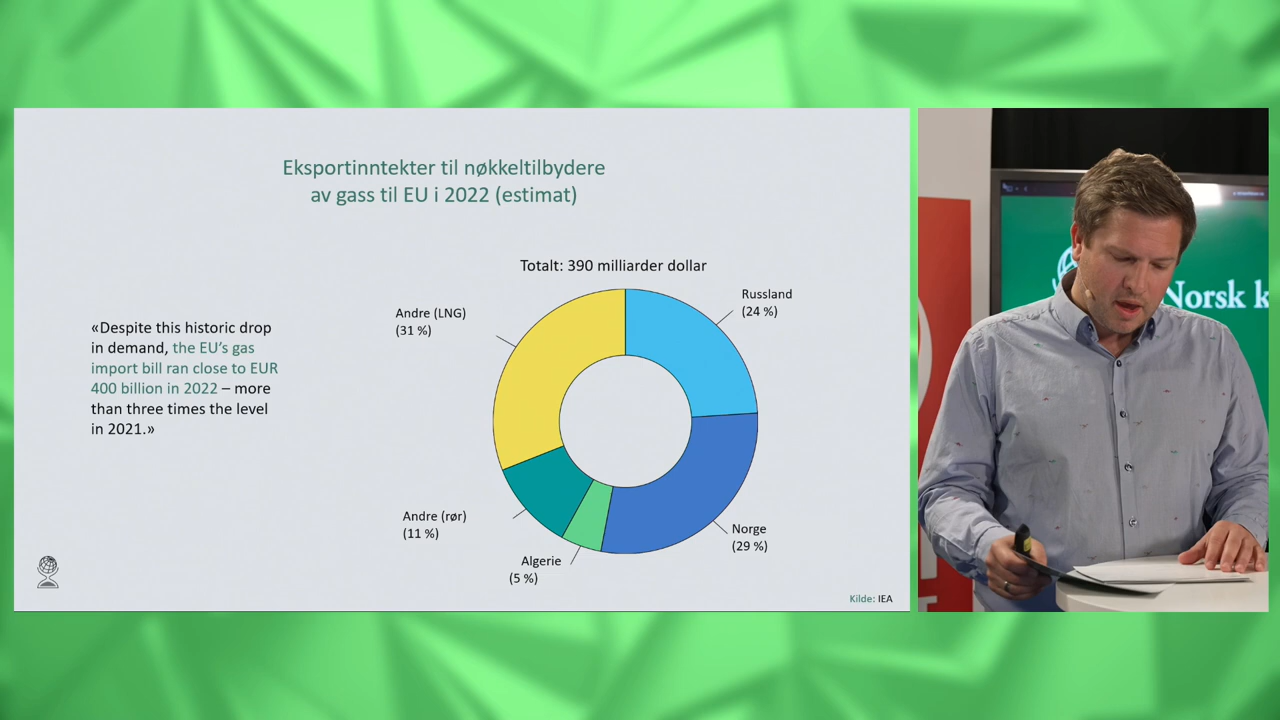 Eksportinntekter til nøkkeltilbydere
av gass til EU i 2022 (estimat)
«Despite this historic drop
in demand, the EU's gas
import bill ran close to EUR
400 billion in 2022 – more
than three times the level
in 2021.»
Totalt: 390 milliarder dollar
Andre (LNG)
(31 %)
Russland
(24 %)
Andre (rør)
(11 %)
Algerie
(5 %)
Norge
(29 %)
Kilde: IEA
Norsk k